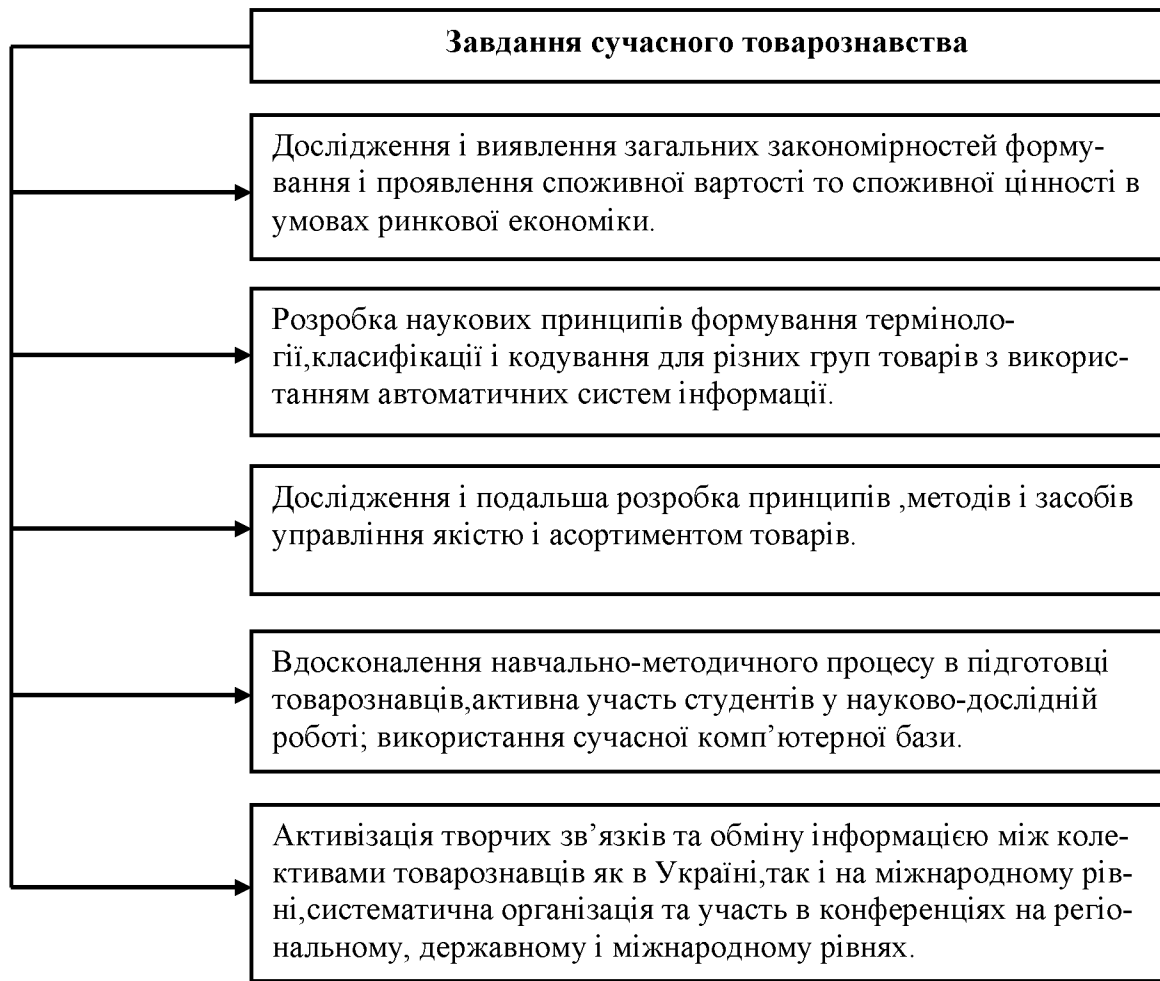 Завдання сучасного товарознавства
Дослідження і виявлення загальних закономірностей форму-
вання і проявлення споживної вартості то споживної цінності в
умовах ринкової економіки.
Розробка наукових принципів формування терміноло-
гії,класифікації і кодування для різних груп товарів з використ-
танням автоматичних систем інформації.
Дослідження і подальша розробка принципів ,методів і засобів
управління якістю і асортиментом товарів.
Вдосконалення навчально-методичного процесу в підготовці
товарознавців,активна участь студентів у науково-дослідній
роботі; використання сучасної комп’ютерної бази.
Активізація творчих зв’язків та обміну інформацією між коле-
ктивами товарознавців як в Україні,так і на міжнародному рів-
ні,систематична організація та участь в конференціях на регіо-
нальному, державному і міжнародному рівнях.